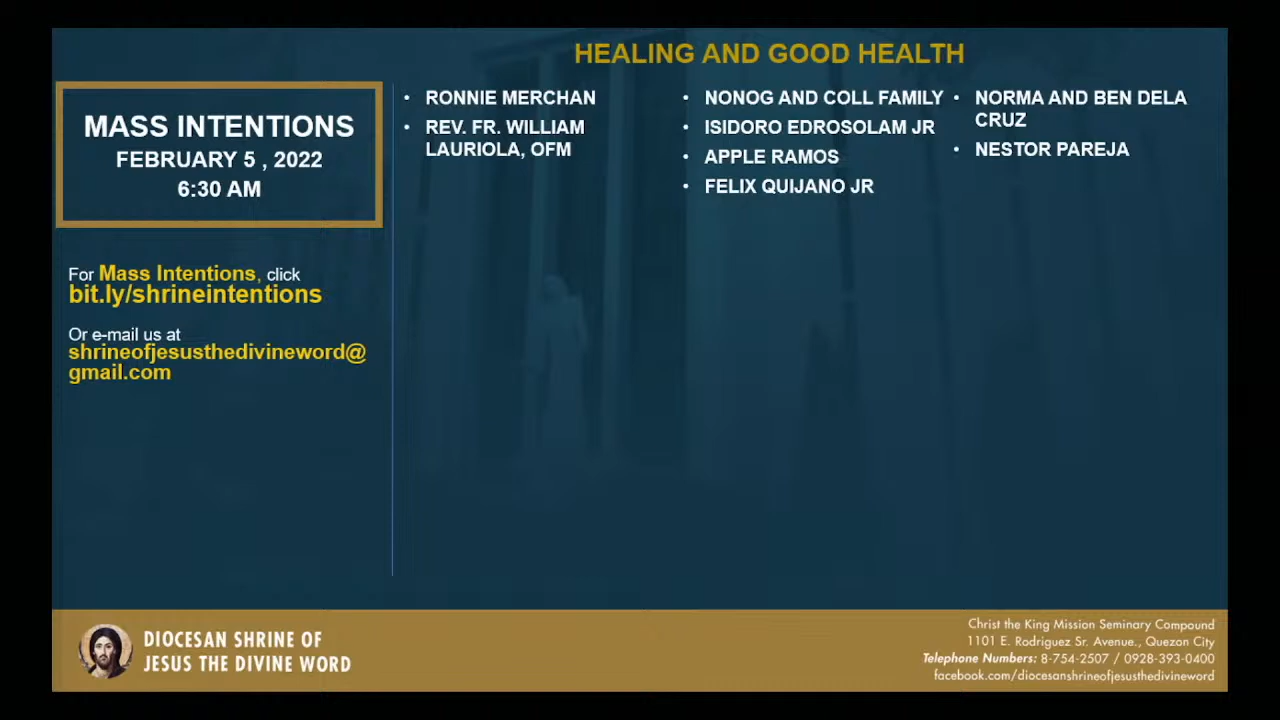 HEALING AND GOOD HEALTH
MASS INTENTIONS
FEBRUARY 5 , 2022
6:30 AM
For Mass Intentions, click
bit.ly/shrineintentions
Or e-mail us at
shrineofjesusthedivineword@
gmail.com
• RONNIE MERCHAN
• REV. FR. WILLIAM
LAURIOLA, OFM
• NONOG AND COLL FAMILY
• ISIDORO EDROSOLAM JR
• APPLE RAMOS
• FELIX QUIJANO JR
• NORMA AND BEN DELA
CRUZ
• NESTOR PAREJA
DIOCESAN SHRINE OF
JESUS THE DIVINE WORD
Christ the King Mission Seminary Compound
1101 E. Rodriguez Sr. Avenue., Quezon City
Telephone Numbers: 8-754-2507 / 0928-393-0400
facebook.com/diocesanshrineofjesusthedivineword